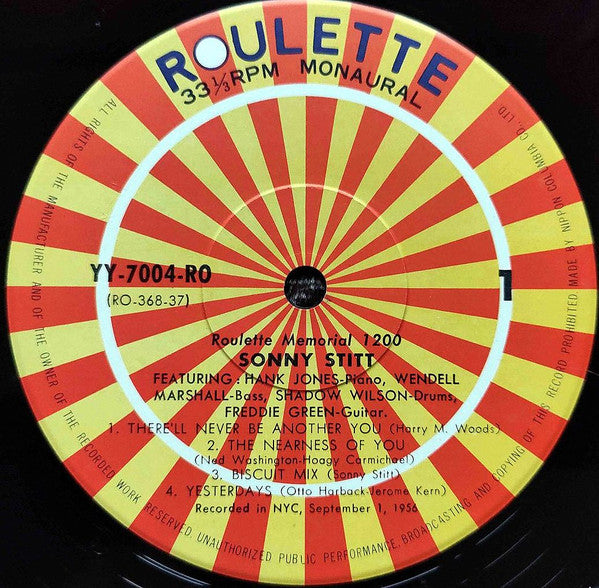 ROULETTE
33 1/3 RPM MONAURAL
YY-7004-RO
(RO-368-37)
1
Roulette Memorial 1200
SONNY STITT
FEATURING : HANK JONES-Piano, WENDELL
MARSHALL-Bass, SHADOW WILSON-Drums,
FREDDIE GREEN-Guitar.
1. THERE'LL NEVER BE ANOTHER YOU (Harry M. Woods)
2. THE NEARNESS OF YOU
(Ned Washington-Hoagy Carmichael)
3. BISCUIT MIX (Sonny Stitt)
4. YESTERDAYS (Otto Harback-Jerome Kern)
Recorded in NYC, September 1, 1956
ALL RIGHTS OF THE MANUFACTURER AND OF THE OWNER OF THE RECORDED WORK RESERVED. UNAUTHORIZED PUBLIC PERFORMANCE, BROADCASTING AND COPYING OF THIS RECORD PROHIBITED MADE BY NIPPON COLUMBIA CO., LTD.